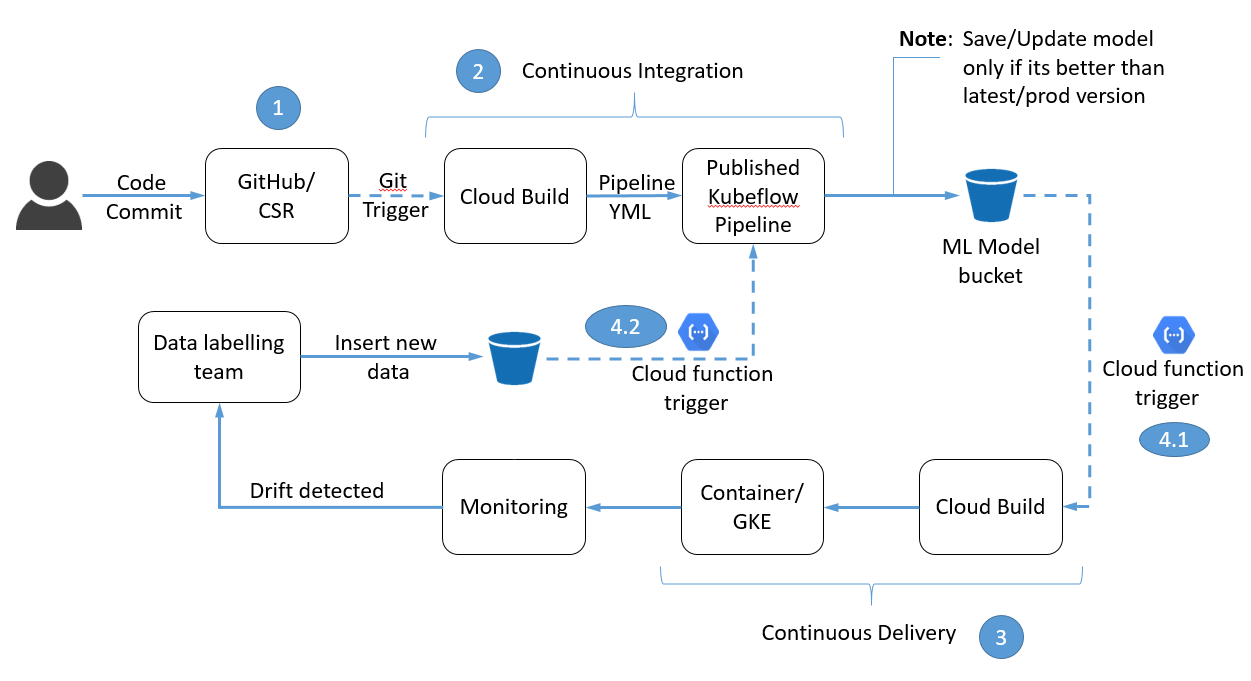 Note: Save/Update model
only if its better than
latest/prod version
2
Continuous Integration
1
Code
Commit
GitHub/
CSR
Git
Trigger
Cloud Build
Pipeline
YML
Published
Kubeflow
Pipeline
ML Model
bucket
Data labelling
team
Insert new
data
4.2
Cloud function
trigger
Cloud function
trigger
4.1
Drift detected
Monitoring
Container/
GKE
Cloud Build
Continuous Delivery
3